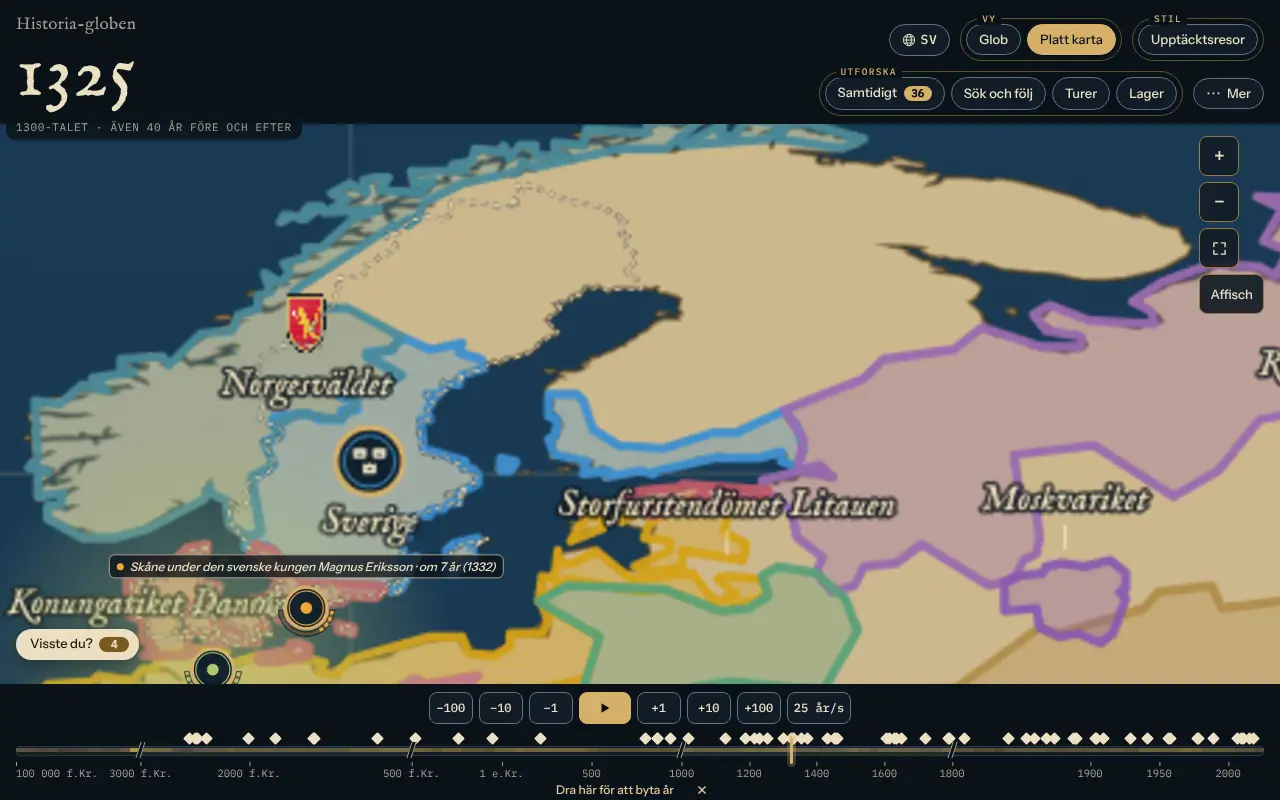 Historia-globen
1325
1300-TALET · ÄVEN 40 ÅR FÖRE OCH EFTER
SV
VY
Glob
Platt karta
STIL
Upptäcktsresor
UTFORSKA
Samtidigt 36
Sök och följ
Turer
Lager
··· Mer
+
−
Affisch
Norgesväldet
Sverige
Storfurstendömet Litauen
Moskvariket
R
Skåne under den svenske kungen Magnus Eriksson · om 7 år (1332)
Konungariket
Visste du? 4
−100
−10
−1
+1
+10
+100
25 år/s
100 000 f.Kr.
3000 f.Kr.
2000 f.Kr.
500 f.Kr.
1 e.Kr.
500
1000
1200
1400
1600
1800
1900
1950
2000
Dra här för att byta år ✕